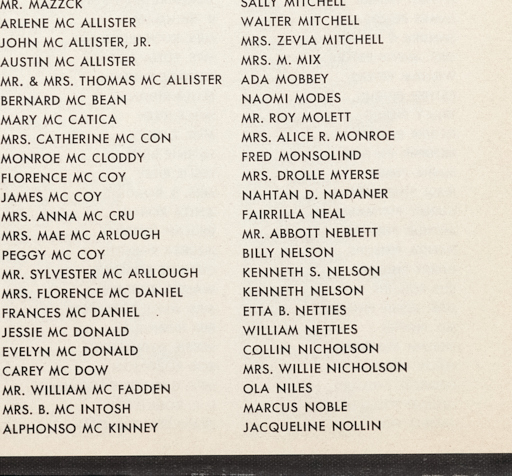 MR. MAZZCK
ARLENE MC ALLISTER
JOHN MC ALLISTER, JR.
AUSTIN MC ALLISTER
MR. & MRS. THOMAS MC ALLISTER
BERNARD MC BEAN
MARY MC CATICA
MRS. CATHERINE MC CON
MONROE MC CLODDY
FLORENCE MC COY
JAMES MC COY
MRS. ANNA MC CRU
MRS. MAE MC ARLOUGH
PEGGY MC COY
MR. SYLVESTER MC ARLLOUGH
MRS. FLORENCE MC DANIEL
FRANCES MC DANIEL
JESSIE MC DONALD
EVELYN MC DONALD
CAREY MC DOW
MR. WILLIAM MC FADDEN
MRS. B. MC INTOSH
ALPHONSO MC KINNEY
SALLY MITCHELL
WALTER MITCHELL
MRS. ZEVLA MITCHELL
MRS. M. MIX
ADA MOBBEY
NAOMI MODES
MR. ROY MOLETT
MRS. ALICE R. MONROE
FRED MONSOLIND
MRS. DROLLE MYERSE
NAHTAN D. NADANER
FAIRRILLA NEAL
MR. ABBOTT NEBLETT
BILLY NELSON
KENNETH S. NELSON
KENNETH NELSON
ETTA B. NETTIES
WILLIAM NETTLES
COLLIN NICHOLSON
MRS. WILLIE NICHOLSON
OLA NILES
MARCUS NOBLE
JACQUELINE NOLLIN